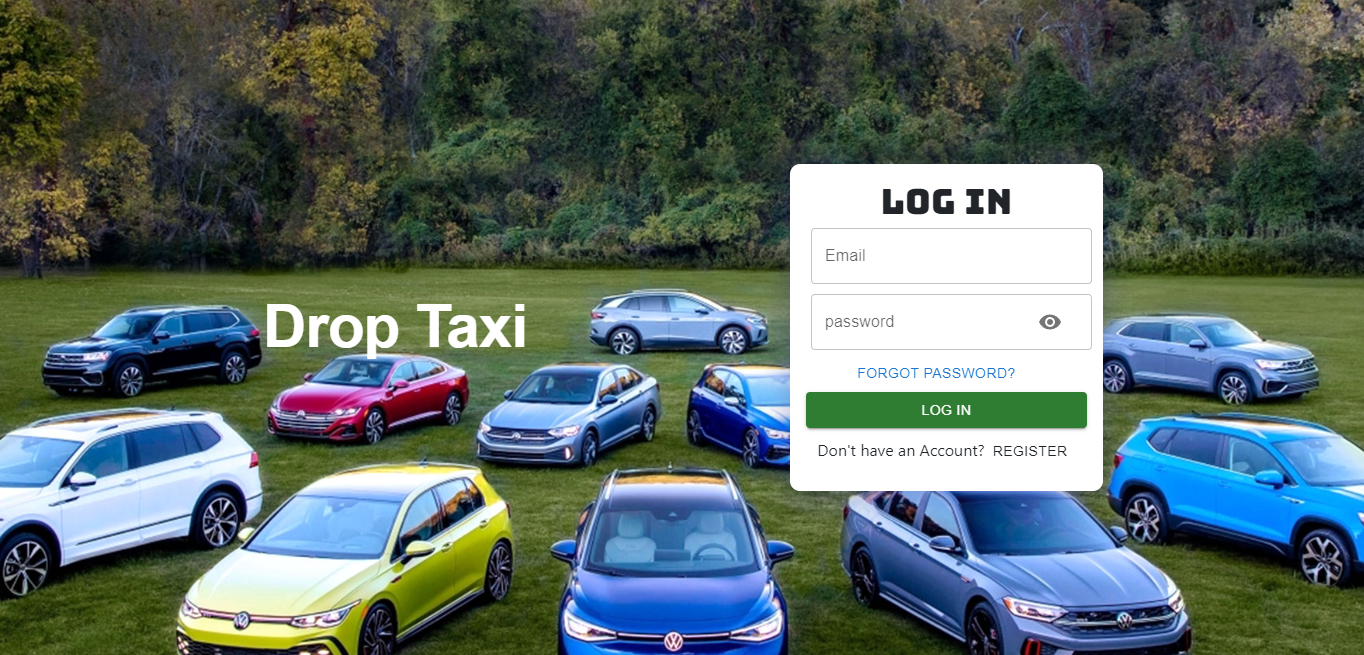 Drop Taxi
LOG IN
Email
password
FORGOT PASSWORD?
LOG IN
Don't have an Account? REGISTER